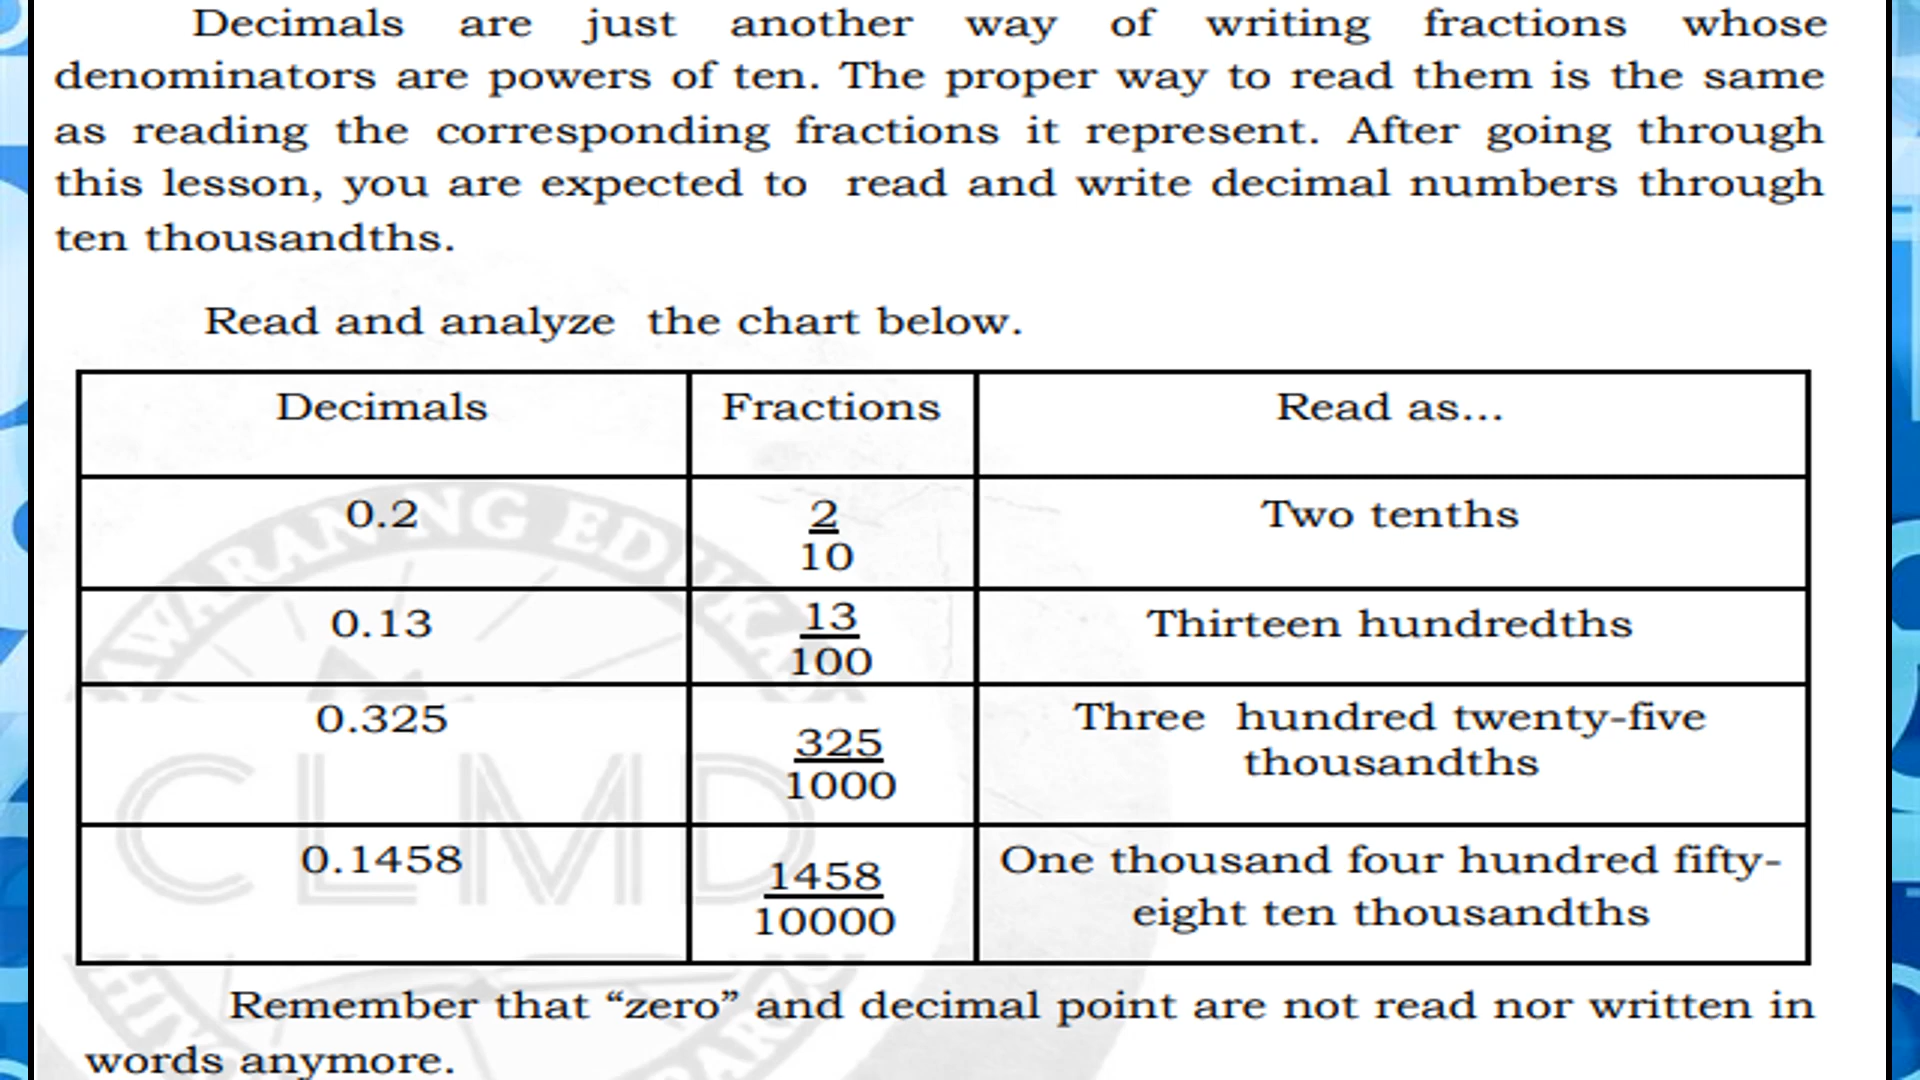 Decimals are just another way of writing fractions whose
denominators are powers of ten. The proper way to read them is the same
as reading the corresponding fractions it represent. After going through
this lesson, you are expected to read and write decimal numbers through
ten thousandths.
Read and analyze the chart below.
Decimals Fractions Read as...
0.2 2 Two tenths
10
0.13 13 Thirteen hundredths
100
0.325 325 Three hundred twenty-five
1000 thousandths
0.1458 1458 One thousand four hundred fifty-
10000 eight ten thousandths
CLMD
Remember that “zero” and decimal point are not read nor written in
words anymore.